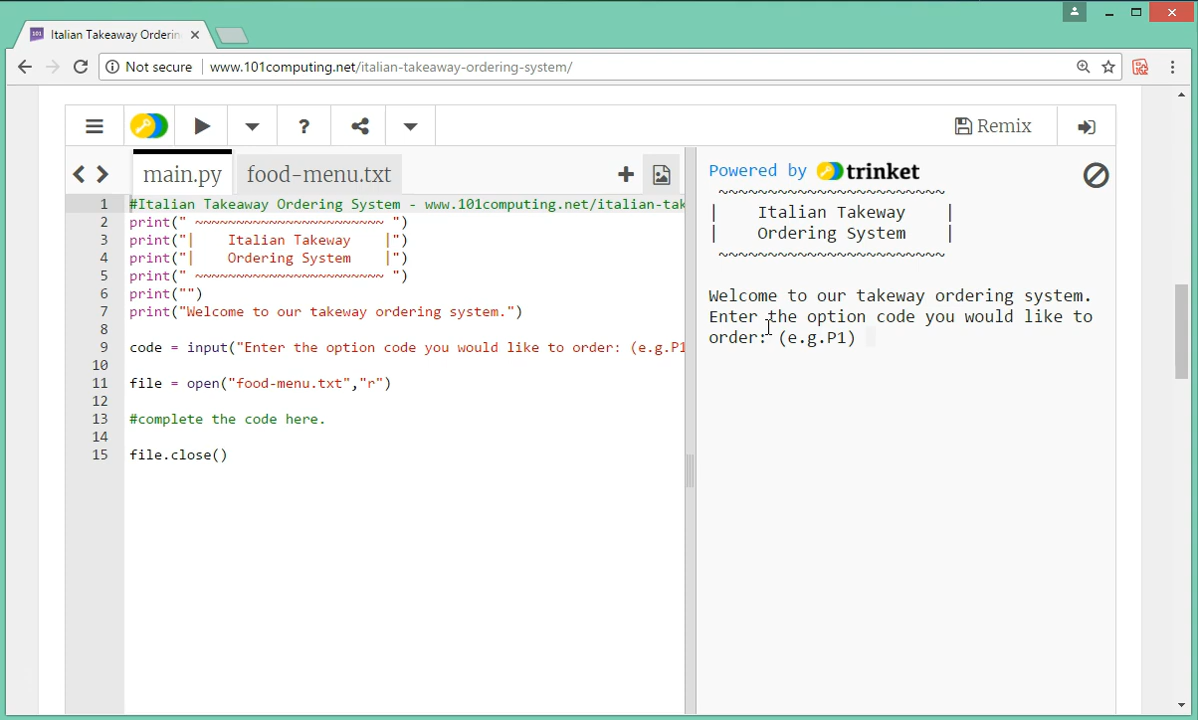 Italian Takeaway Orderin
Not secure www.101computing.net/italian-takeaway-ordering-system/
? Remix
main.py food-menu.txt
1 #Italian Takeaway Ordering System - www.101computing.net/italian-tak
2 print(" ~~~~~~~~~~~~~~~~~~~~~~~ ")
3 print("|    Italian Takeway    |")
4 print("|    Ordering System    |")
5 print(" ~~~~~~~~~~~~~~~~~~~~~~~ ")
6 print("")
7 print("Welcome to our takeway ordering system.")
8
9 code = input("Enter the option code you would like to order: (e.g.P1
10
11 file = open("food-menu.txt","r")
12
13 #complete the code here.
14
15 file.close()
Powered by trinket
~~~~~~~~~~~~~~~~~~~~~~~
|    Italian Takeway    |
|    Ordering System    |
~~~~~~~~~~~~~~~~~~~~~~~
Welcome to our takeway ordering system.
Enter the option code you would like to
order: (e.g.P1)